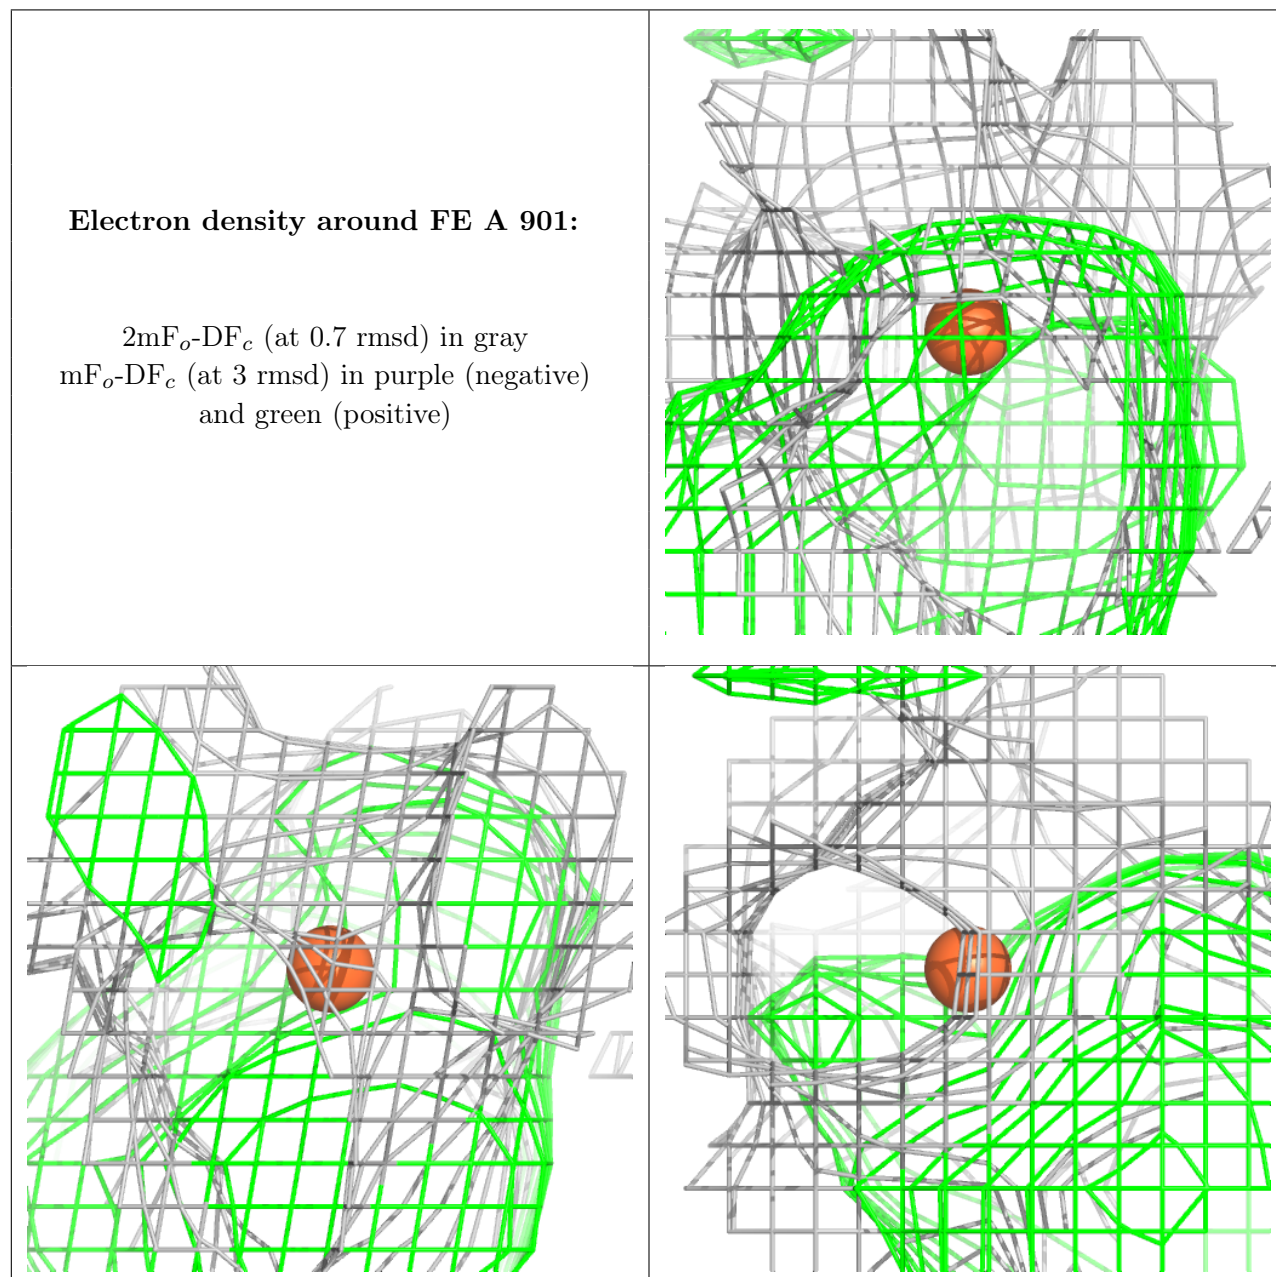 Electron density around FE A 901:
2mFo-DFc (at 0.7 rmsd) in gray
mFo-DFc (at 3 rmsd) in purple (negative)
and green (positive)